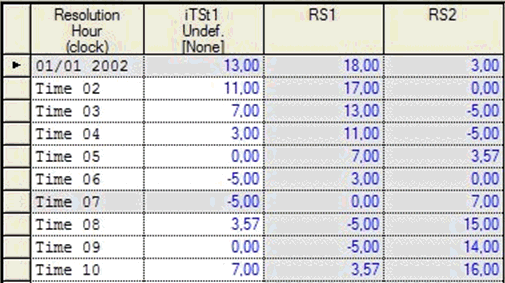 Resolution iTSt1 RS1 RS2
Hour Undef.
(clock) [None]
01/01 2002 13,00 18,00 3,00
Time 02 11,00 17,00 0,00
Time 03 7,00 13,00 -5,00
Time 04 3,00 11,00 -5,00
Time 05 0,00 7,00 3,57
Time 06 -5,00 3,00 0,00
Time 07 -5,00 0,00 7,00
Time 08 3,57 -5,00 15,00
Time 09 0,00 -5,00 14,00
Time 10 7,00 3,57 16,00